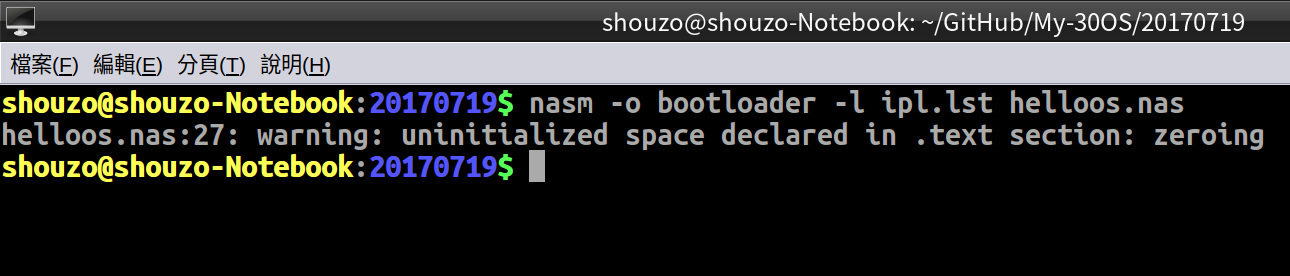 shouzo@shouzo-Notebook: ~/GitHub/My-30OS/20170719
檔案(F) 編輯(E) 分頁(T) 說明(H)
shouzo@shouzo-Notebook:20170719$ nasm -o bootloader -l ipl.lst helloos.nas
helloos.nas:27: warning: uninitialized space declared in .text section: zeroing
shouzo@shouzo-Notebook:20170719$